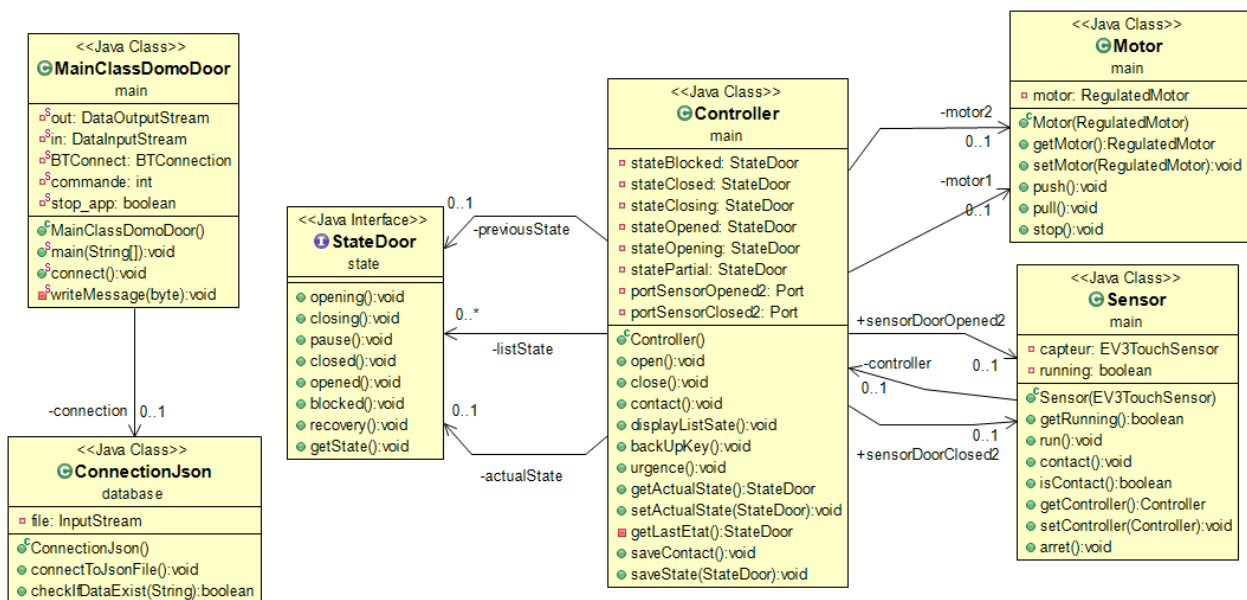 <<Java Class>>
MainClassDomoDoor
main
out: DataOutputStream
in: DataInputStream
BTConnect: BTConnection
commande: int
stop_app: boolean
MainClassDomoDoor()
main(String[]):void
connect():void
writeMessage(byte):void
-connection
0..1
<<Java Class>>
ConnectionJson
database
file: InputStream
ConnectionJson()
connectToJsonFile():void
checkIfDataExist(String):boolean
<<Java Interface>>
StateDoor
state
opening():void
closing():void
pause():void
closed():void
opened():void
blocked():void
recovery():void
getState():void
0..1
-previousState
0..*
-listState
0..1
-actualState
<<Java Class>>
Controller
main
stateBlocked: StateDoor
stateClosed: StateDoor
stateClosing: StateDoor
stateOpened: StateDoor
stateOpening: StateDoor
statePartial: StateDoor
portSensorOpened2: Port
portSensorClosed2: Port
Controller()
open():void
close():void
contact():void
displayListSate():void
backUpKey():void
urgence():void
getActualState():StateDoor
setActualState(StateDoor):void
getLastEtat():StateDoor
saveContact():void
saveState(StateDoor):void
-motor2
0..1
-motor1
0..1
+sensorDoorOpened2
0..1
-controller
0..1
0..1
+sensorDoorClosed2
<<Java Class>>
Motor
main
motor: RegulatedMotor
Motor(RegulatedMotor)
getMotor():RegulatedMotor
setMotor(RegulatedMotor):void
push():void
pull():void
stop():void
<<Java Class>>
Sensor
main
capteur: EV3TouchSensor
running: boolean
Sensor(EV3TouchSensor)
getRunning():boolean
run():void
contact():void
isContact():boolean
getController():Controller
setController(Controller):void
arret():void